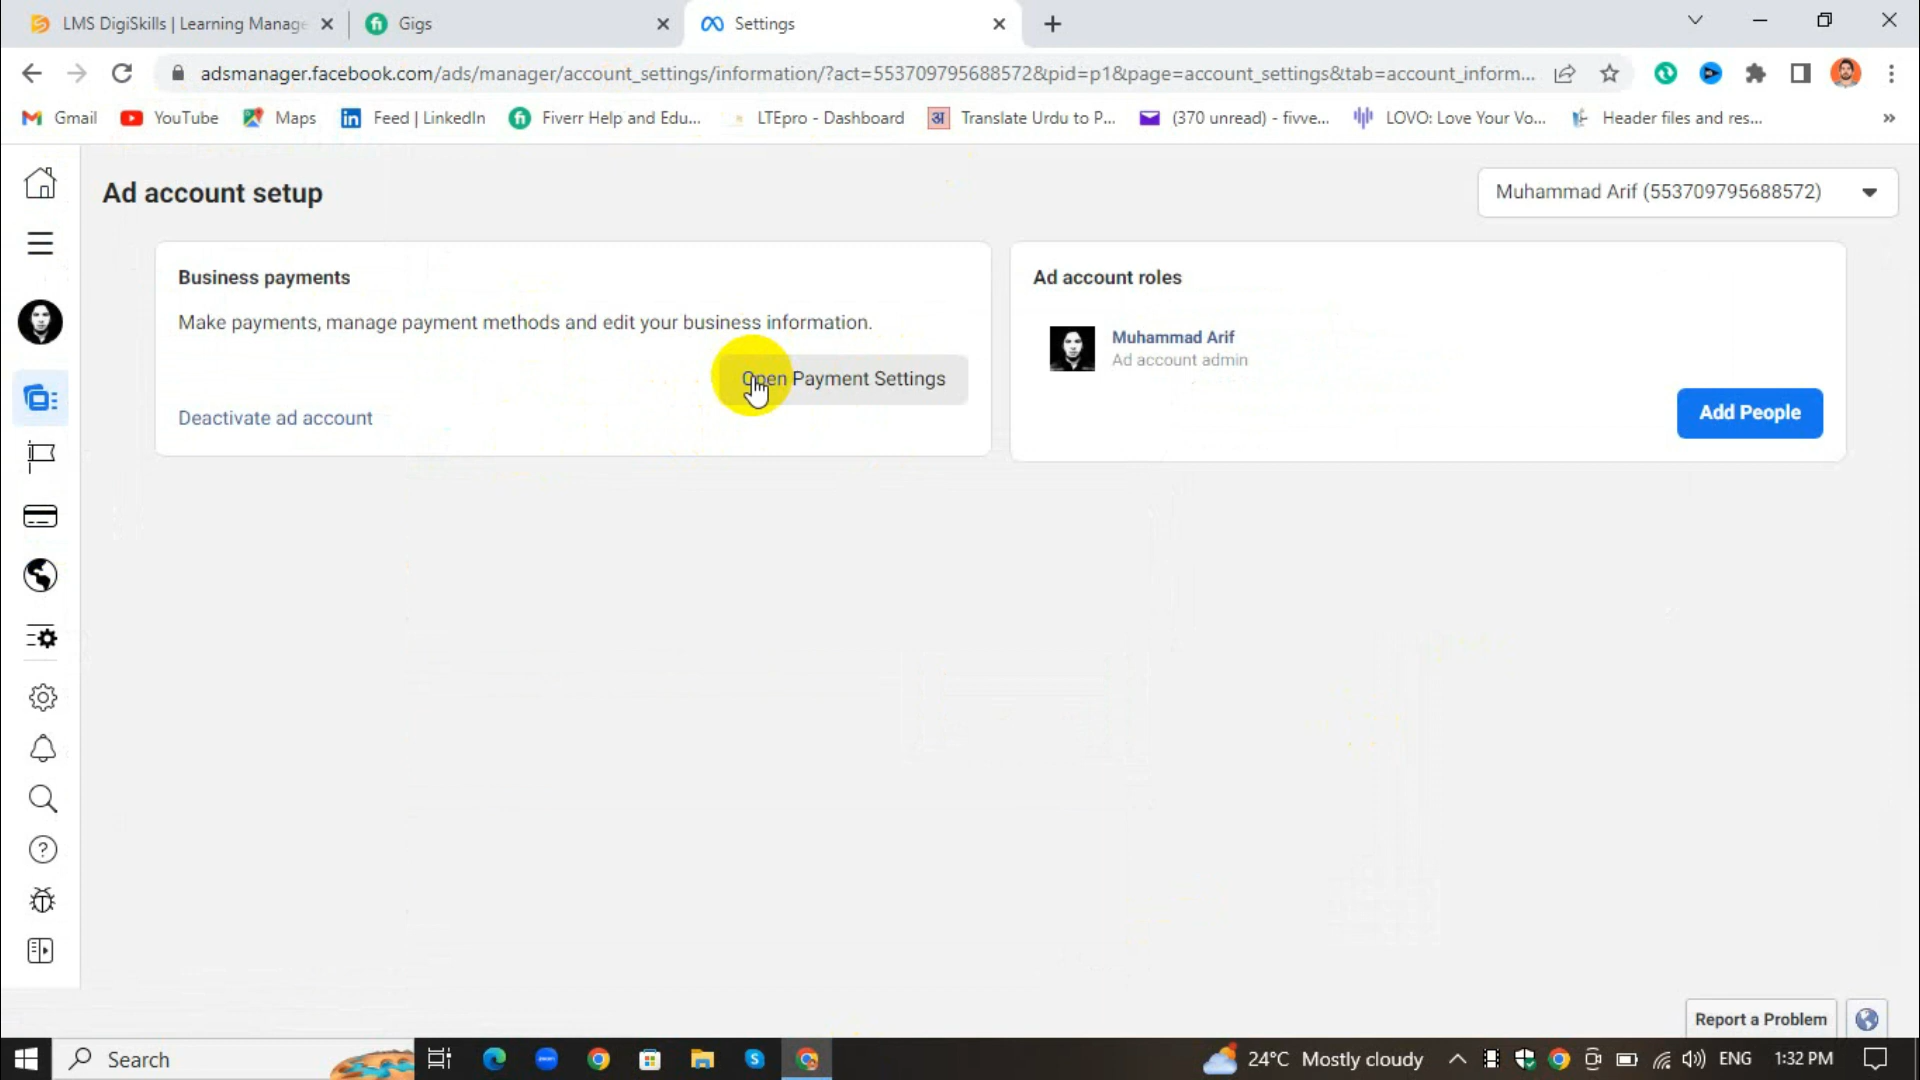 LMS DigiSkills | Learning Manage
Gigs
Settings
adsmanager.facebook.com/ads/manager/account_settings/information/?act=553709795688572&pid=p1&page=account_settings&tab=account_inform...
Gmail
YouTube
Maps
Feed | LinkedIn
Fiverr Help and Edu...
LTEpro - Dashboard
Translate Urdu to P...
(370 unread) - fivve...
LOVO: Love Your Vo...
Header files and res...
Ad account setup
Muhammad Arif (553709795688572)
Business payments
Make payments, manage payment methods and edit your business information.
Open Payment Settings
Deactivate ad account
Ad account roles
Muhammad Arif
Ad account admin
Add People
Report a Problem
Search
24°C Mostly cloudy
ENG
1:32 PM